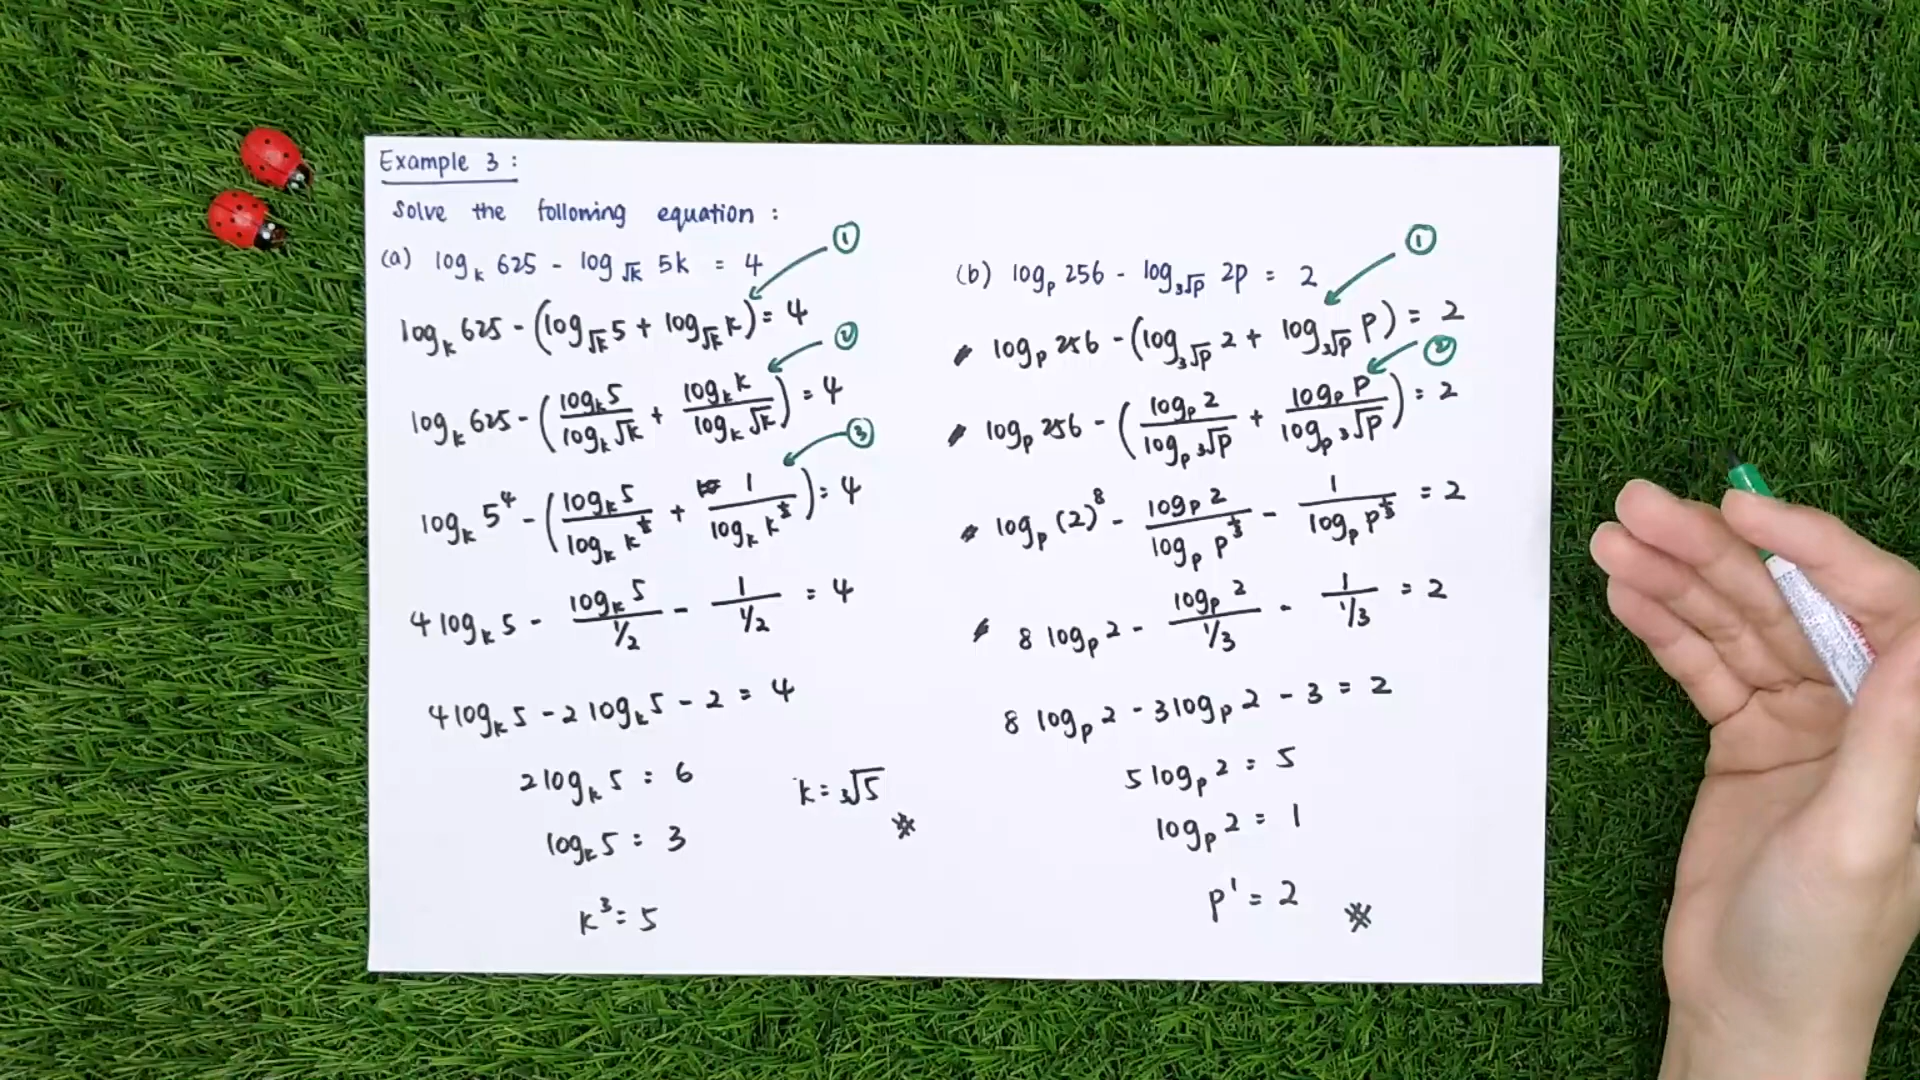 Example 3 :
Solve the following equation :
(a) log_k 625 - log_√k 5k = 4
①
log_k 625 - (log_√k 5 + log_√k k) = 4
②
log_k 625 - (log_k 5 / log_k √k + log_k k / log_k √k) = 4
③
log_k 5^4 - (log_k 5 / log_k k^½ + 1 / log_k k^½) = 4
4 log_k 5 - log_k 5 / ½ - 1 / ½ = 4
4 log_k 5 - 2 log_k 5 - 2 = 4
2 log_k 5 = 6
log_k 5 = 3
k³ = 5
k = ³√5 ※
(b) log_p 256 - log_³√p 2p = 2
①
log_p 256 - (log_³√p 2 + log_³√p p) = 2
②
log_p 256 - (log_p 2 / log_p ³√p + log_p p / log_p ³√p) = 2
log_p (2)^8 - log_p 2 / log_p p^⅓ - 1 / log_p p^⅓ = 2
8 log_p 2 - log_p 2 / ⅓ - 1 / ⅓ = 2
8 log_p 2 - 3 log_p 2 - 3 = 2
5 log_p 2 = 5
log_p 2 = 1
p¹ = 2 ※